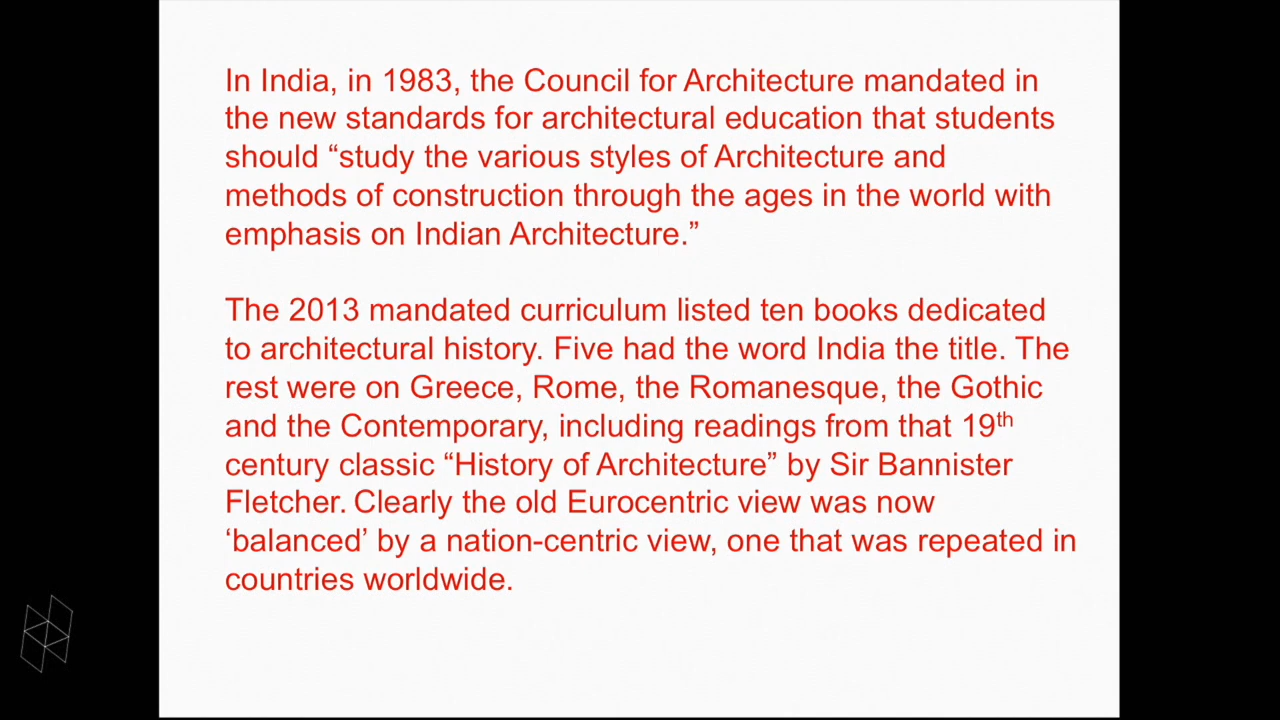 In India, in 1983, the Council for Architecture mandated in
the new standards for architectural education that students
should “study the various styles of Architecture and
methods of construction through the ages in the world with
emphasis on Indian Architecture.”
The 2013 mandated curriculum listed ten books dedicated
to architectural history. Five had the word India the title. The
rest were on Greece, Rome, the Romanesque, the Gothic
and the Contemporary, including readings from that 19th
century classic “History of Architecture” by Sir Bannister
Fletcher. Clearly the old Eurocentric view was now
‘balanced’ by a nation-centric view, one that was repeated in
countries worldwide.